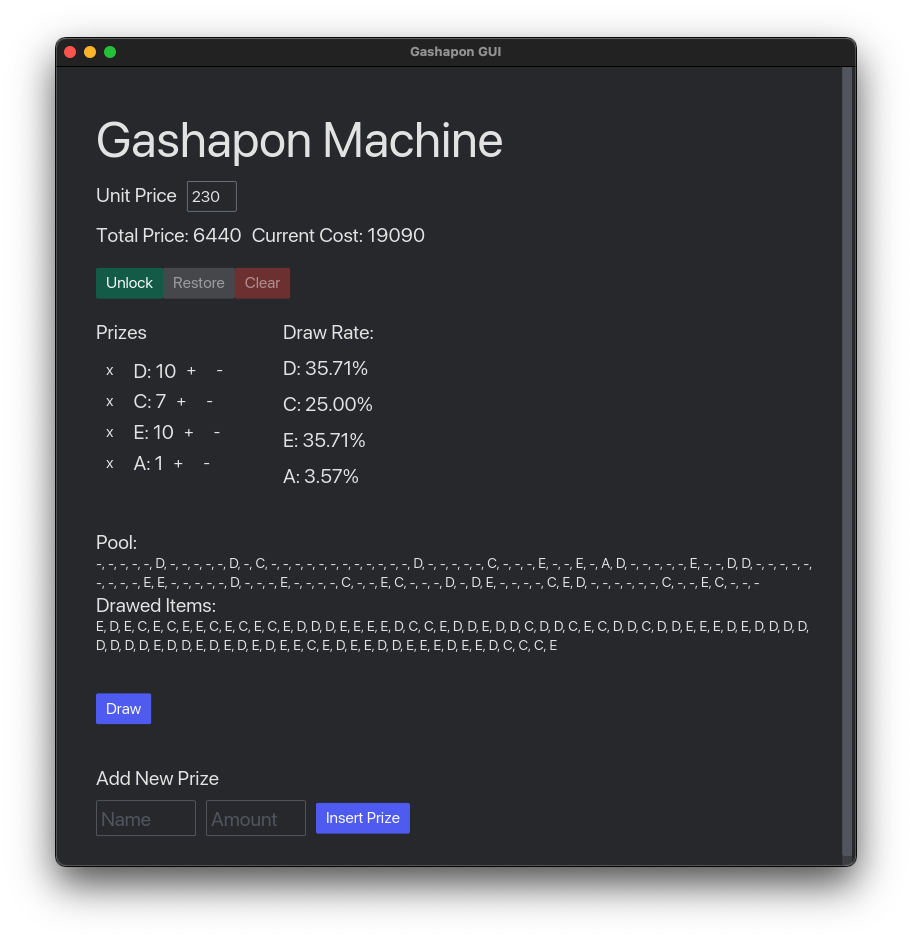 Gashapon GUI
Gashapon Machine
Unit Price 230
Total Price: 6440 Current Cost: 19090
Unlock Restore Clear
Prizes
x D: 10 + -
x C: 7 + -
x E: 10 + -
x A: 1 + -
Draw Rate:
D: 35.71%
C: 25.00%
E: 35.71%
A: 3.57%
Pool:
-, -, -, -, -, D, -, -, -, -, -, D, -, C, -, -, -, -, -, -, -, -, -, -, -, -, D, -, -, -, -, -, C, -, -, -, E, -, -, E, -, A, D, -, -, -, -, -, E, -, -, D, D, -, -, -, -, -,
-, -, -, -, E, E, -, -, -, -, -, D, -, -, -, E, -, -, -, -, C, -, -, E, C, -, -, -, D, -, D, E, -, -, -, -, C, E, D, -, -, -, -, -, -, C, -, -, E, C, -, -, -
Drawed Items:
E, D, E, C, E, C, E, E, C, E, C, E, C, E, D, D, D, E, E, E, E, D, C, C, E, D, D, E, D, D, C, D, D, C, E, C, D, D, C, D, D, E, E, E, D, E, D, D, D, D,
D, D, D, D, E, D, D, E, D, E, D, E, D, E, E, C, E, D, E, E, D, D, E, E, E, D, E, E, D, C, C, C, E
Draw
Add New Prize
Name Amount Insert Prize